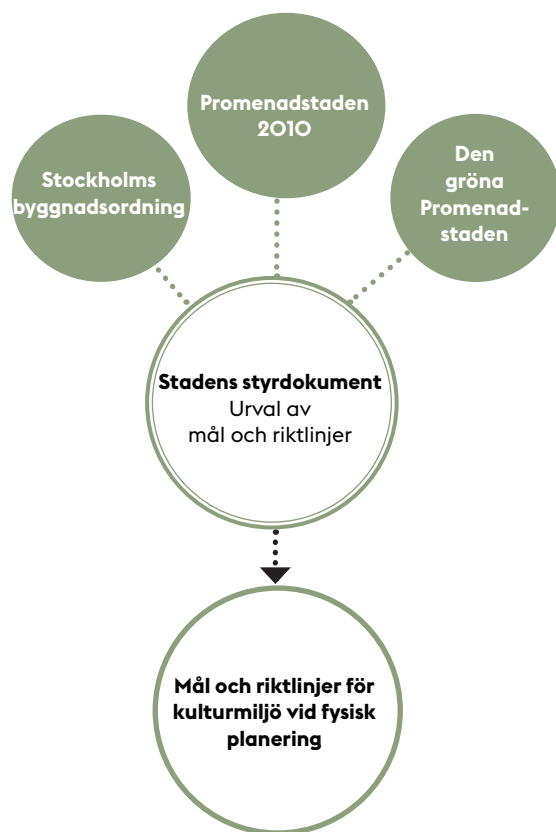 Promenadstaden
2010
Stockholms
byggnadsordning
Den
gröna
Promenad-
staden
Stadens styrdokument
Urval av
mål och riktlinjer
Mål och riktlinjer för
kulturmiljö vid fysisk
planering